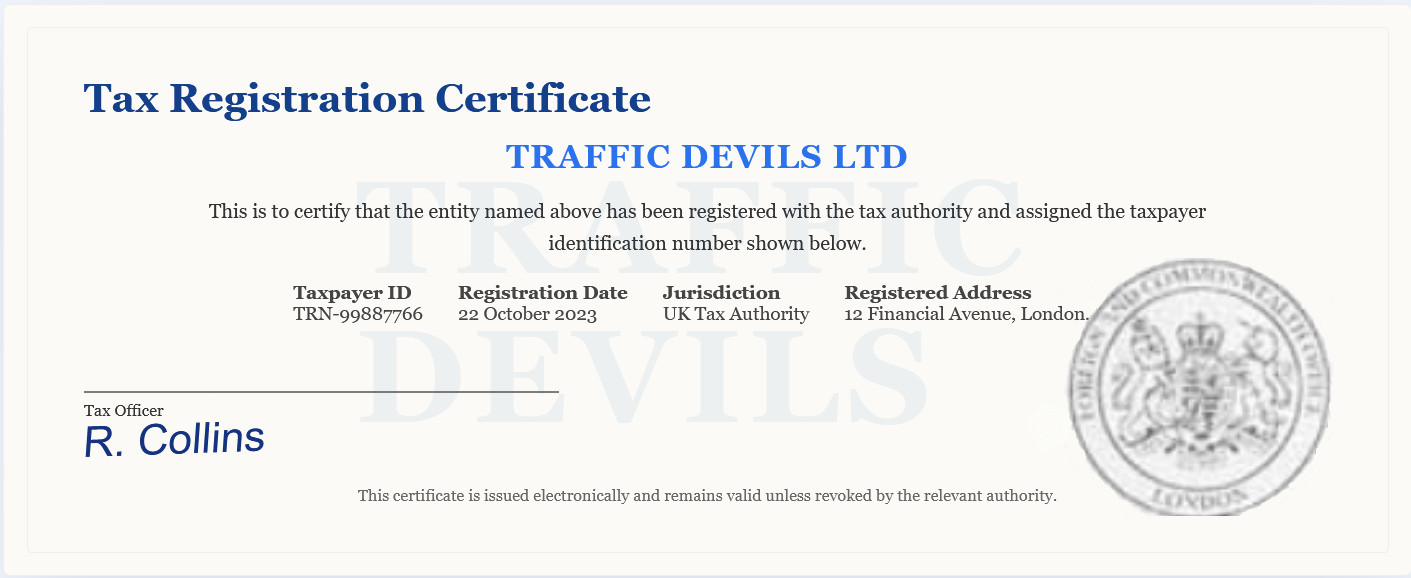 Tax Registration Certificate
TRAFFIC DEVILS LTD
TRAFFIC
DEVILS
This is to certify that the entity named above has been registered with the tax authority and assigned the taxpayer
identification number shown below.
Taxpayer ID Registration Date Jurisdiction Registered Address
TRN-99887766 22 October 2023 UK Tax Authority 12 Financial Avenue, London.
Tax Officer
R. Collins
This certificate is issued electronically and remains valid unless revoked by the relevant authority.
FOREIGN AND COMMONWEALTH OFFICE
LONDON